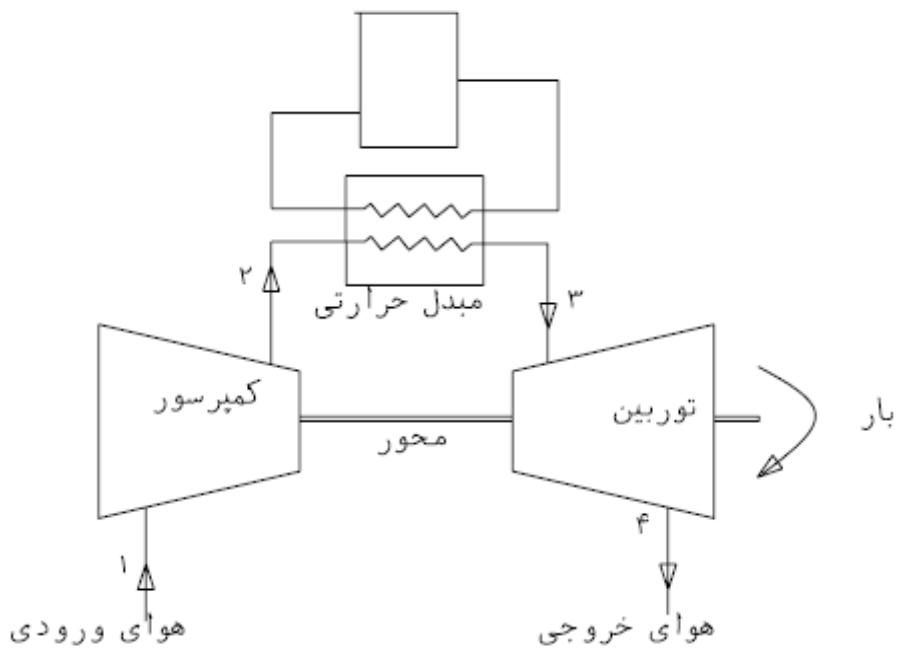 ۲
۳
مبدل حرارتی
کمپرسور
محور
توربین
بار
۱
۴
هوای ورودی
هوای خروجی